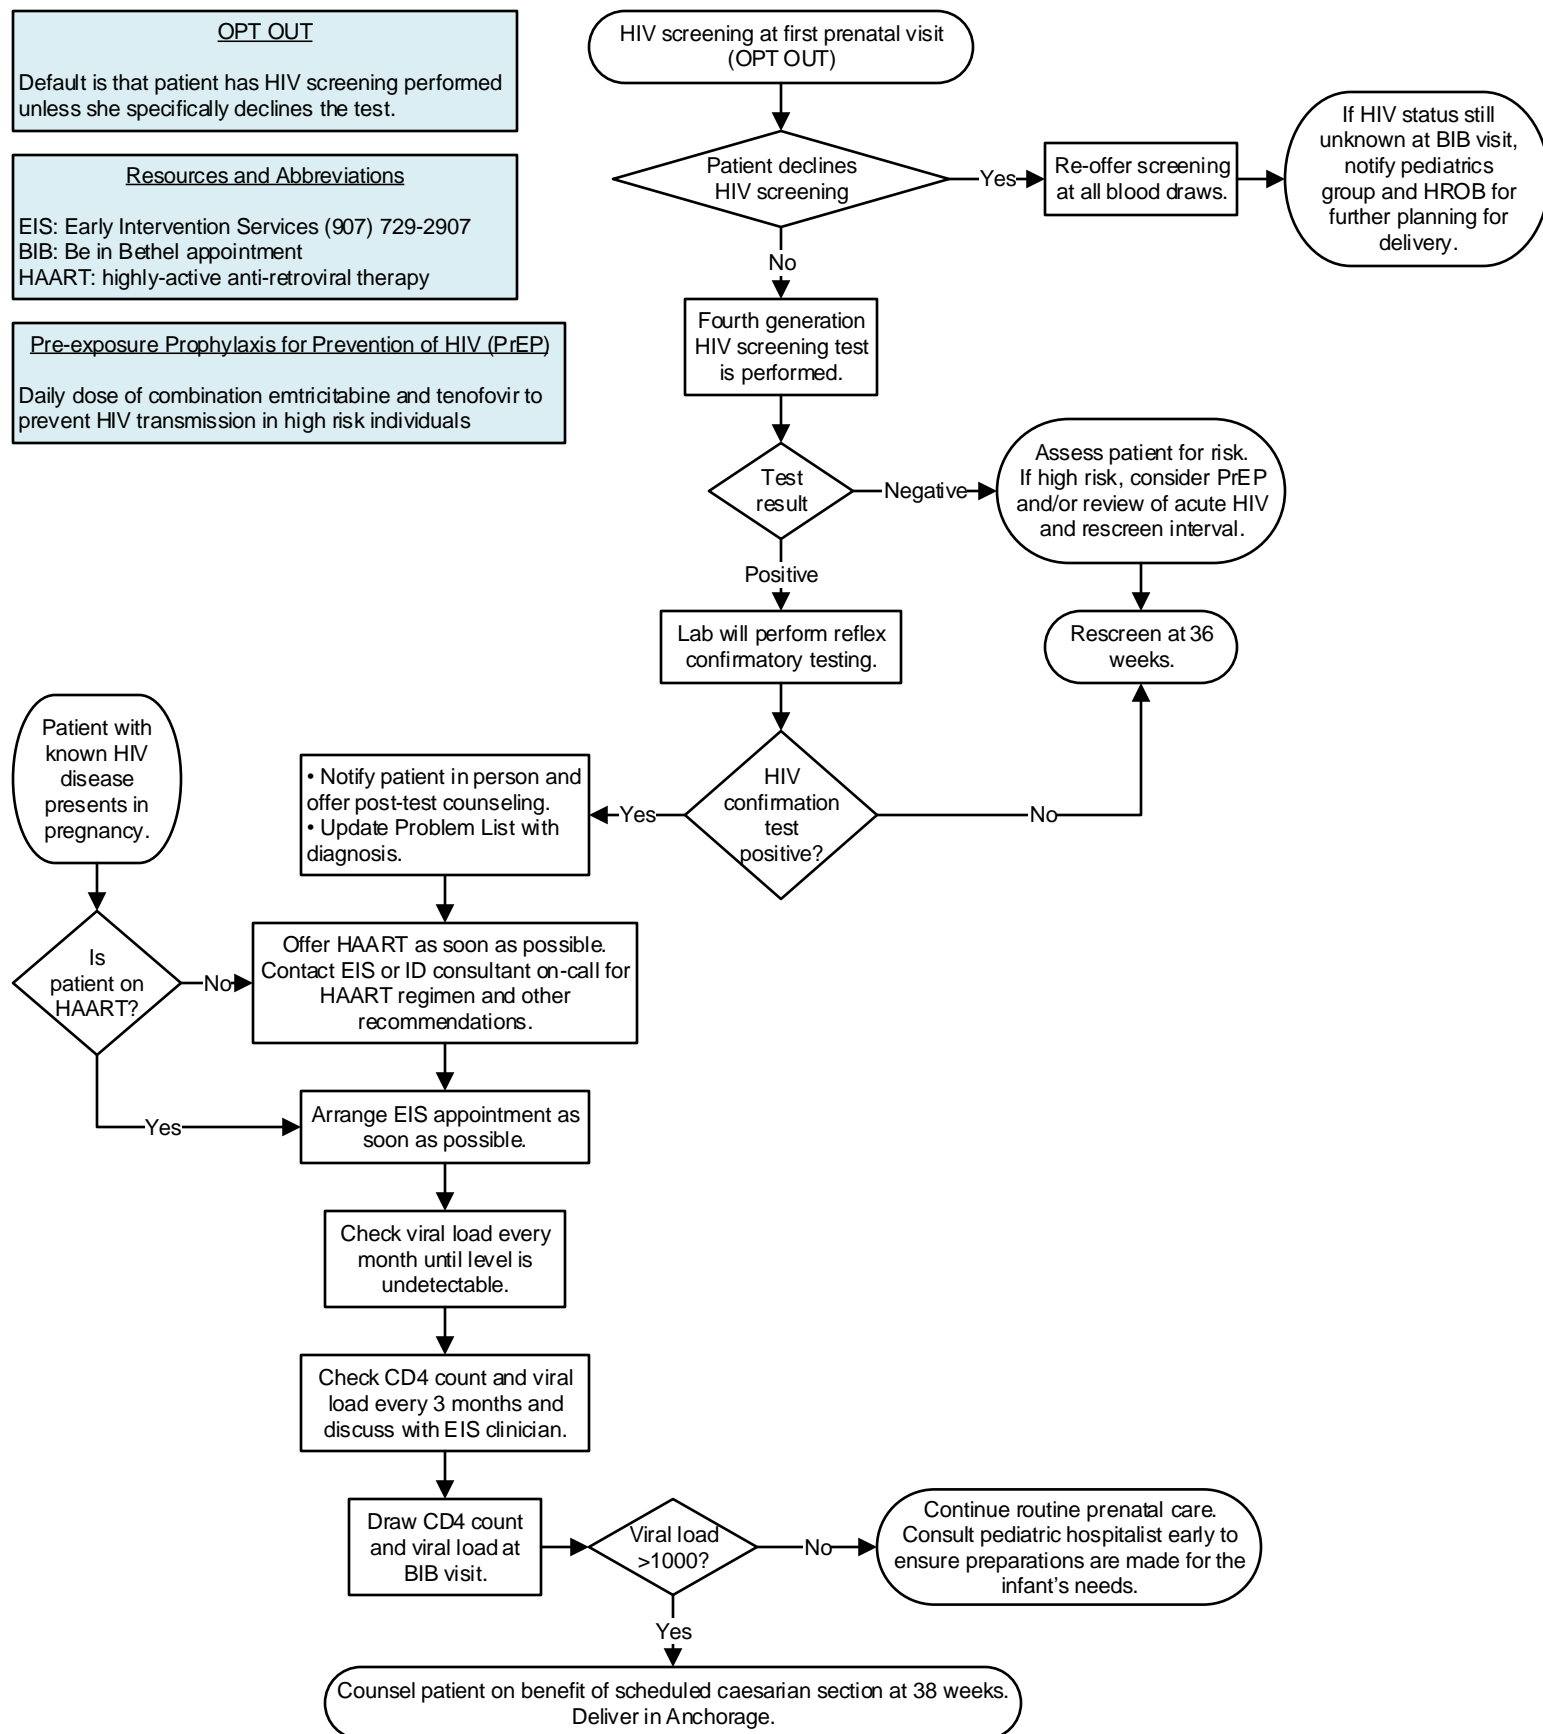 OPT OUT
Default is that patient has HIV screening performed
unless she specifically declines the test.
Resources and Abbreviations
EIS: Early Intervention Services (907) 729-2907
BIB: Be in Bethel appointment
HAART: highly-active anti-retroviral therapy
Pre-exposure Prophylaxis for Prevention of HIV (PrEP)
Daily dose of combination emtricitabine and tenofovir to
prevent HIV transmission in high risk individuals
HIV screening at first prenatal visit
(OPT OUT)
Patient declines
HIV screening
Yes
Re-offer screening
at all blood draws.
If HIV status still
unknown at BIB visit,
notify pediatrics
group and HROB for
further planning for
delivery.
No
Fourth generation
HIV screening test
is performed.
Test
result
Negative
Assess patient for risk.
If high risk, consider PrEP
and/or review of acute HIV
and rescreen interval.
Positive
Lab will perform reflex
confirmatory testing.
Rescreen at 36
weeks.
HIV
confirmation
test
positive?
No
Yes
• Notify patient in person and
offer post-test counseling.
• Update Problem List with
diagnosis.
Patient with
known HIV
disease
presents in
pregnancy.
Is
patient on
HAART?
No
Offer HAART as soon as possible.
Contact EIS or ID consultant on-call for
HAART regimen and other
recommendations.
Yes
Arrange EIS appointment as
soon as possible.
Check viral load every
month until level is
undetectable.
Check CD4 count and viral
load every 3 months and
discuss with EIS clinician.
Draw CD4 count
and viral load at
BIB visit.
Viral load
>1000?
No
Continue routine prenatal care.
Consult pediatric hospitalist early to
ensure preparations are made for the
infant's needs.
Yes
Counsel patient on benefit of scheduled caesarian section at 38 weeks.
Deliver in Anchorage.